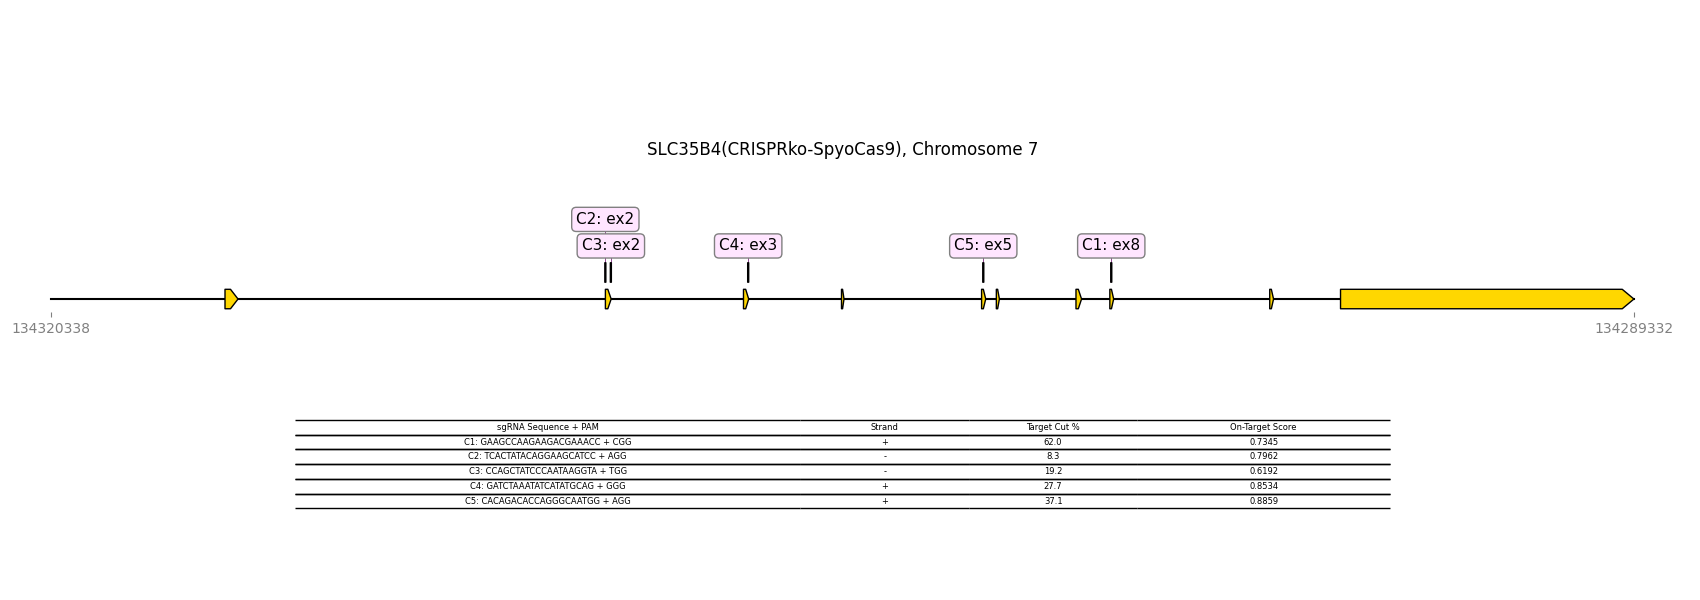 SLC35B4(CRISPRko-SpyoCas9), Chromosome 7
C2: ex2
C3: ex2 C4: ex3 C5: ex5 C1: ex8
134320338 134289332
sgRNA Sequence + PAM Strand Target Cut % On-Target Score
C1: GAAGCCAAGAAGACGAAACC + CGG + 62.0 0.7345
C2: TCACTATACAGGAAGCATCC + AGG - 8.3 0.7962
C3: CCAGCTATCCCAATAAGGTA + TGG - 19.2 0.6192
C4: GATCTAAATATCATATGCAG + GGG + 27.7 0.8534
C5: CACAGACACCAGGGCAATGG + AGG + 37.1 0.8859